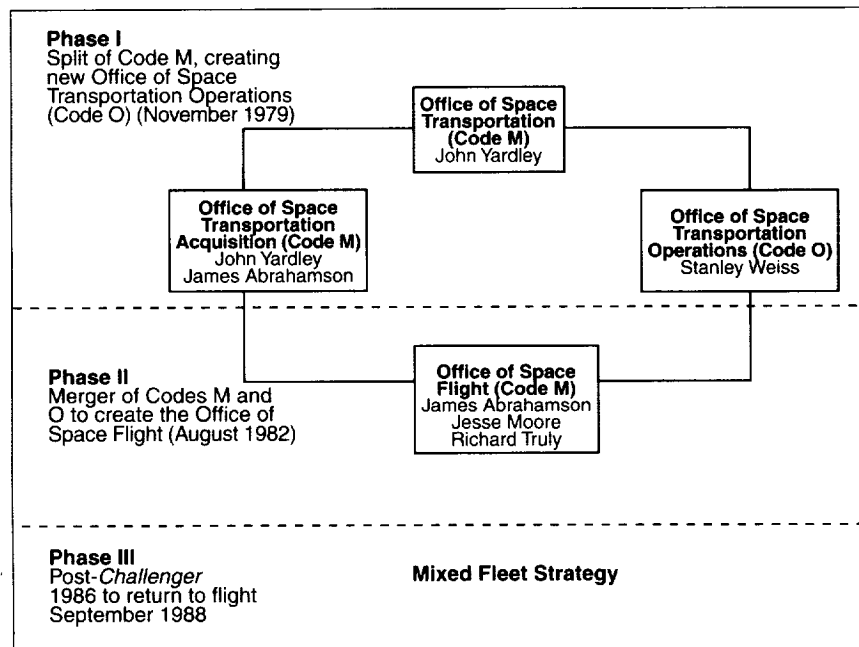 Phase I
Split of Code M, creating
new Office of Space
Transportation Operations
(Code O) (November 1979)
Office of Space
Transportation
(Code M)
John Yardley
Office of Space
Transportation
Acquisition (Code M)
John Yardley
James Abrahamson
Office of Space
Transportation
Operations (Code O)
Stanley Weiss
Phase II
Merger of Codes M and
O to create the Office of
Space Flight (August 1982)
Office of Space
Flight (Code M)
James Abrahamson
Jesse Moore
Richard Truly
Phase III
Post-Challenger
1986 to return to flight
September 1988
Mixed Fleet Strategy